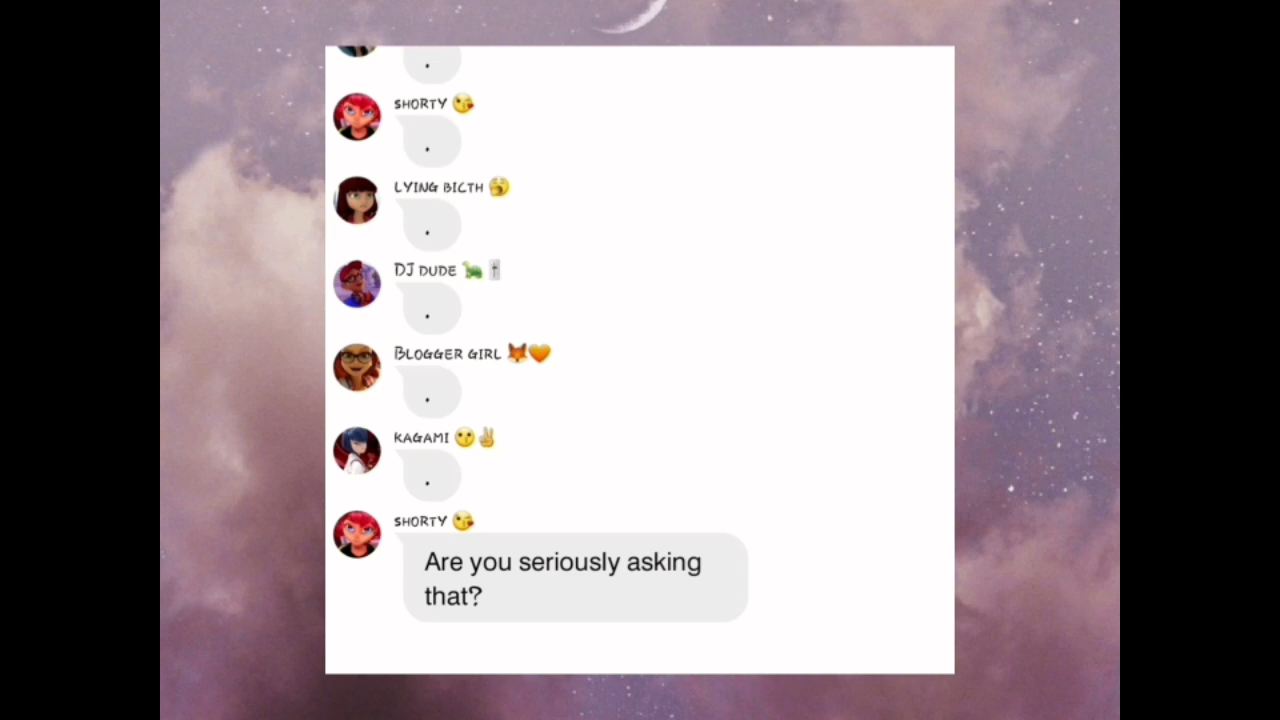 .
SHORTY 😘
.
LYING BICTH 🥱
.
DJ DUDE 🐢🎚
.
BLOGGER GIRL 🦊🧡
.
KAGAMI 🤫✌
.
SHORTY 😘
Are you seriously asking
that?